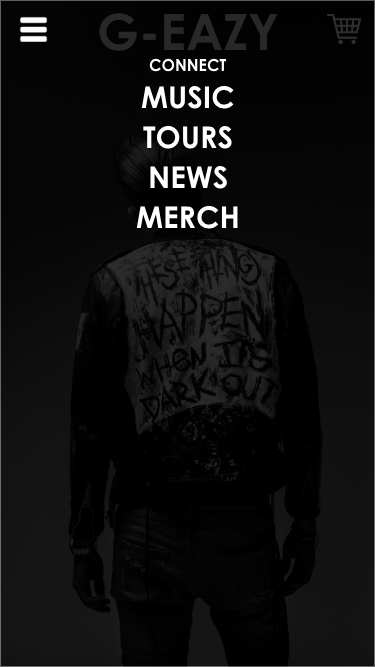 G-EAZY
CONNECT
MUSIC
TOURS
NEWS
MERCH
THESE THINGS
HAPPEN
WHEN IT'S
DARK OUT